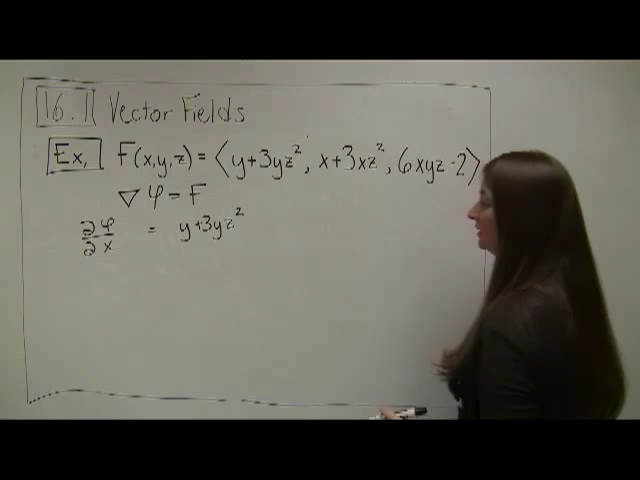 16.1 Vector Fields
Ex, F(x,y,z) = ⟨y+3yz², x+3xz², 6xyz-2⟩
∇φ = F
∂φ/∂x = y+3yz²